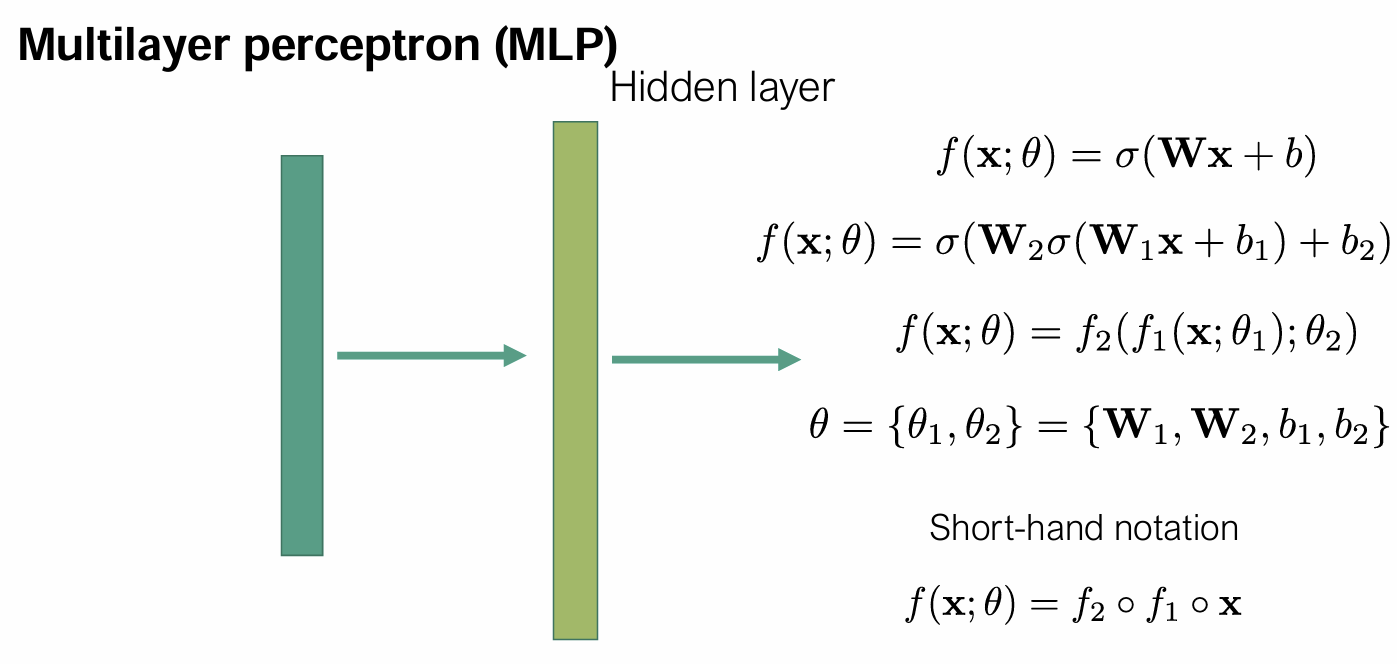 Multilayer perceptron (MLP)
Hidden layer
f(x; θ) = σ(Wx + b)
f(x; θ) = σ(W₂σ(W₁x + b₁) + b₂)
f(x; θ) = f₂(f₁(x; θ₁); θ₂)
θ = {θ₁, θ₂} = {W₁, W₂, b₁, b₂}
Short-hand notation
f(x; θ) = f₂ ∘ f₁ ∘ x